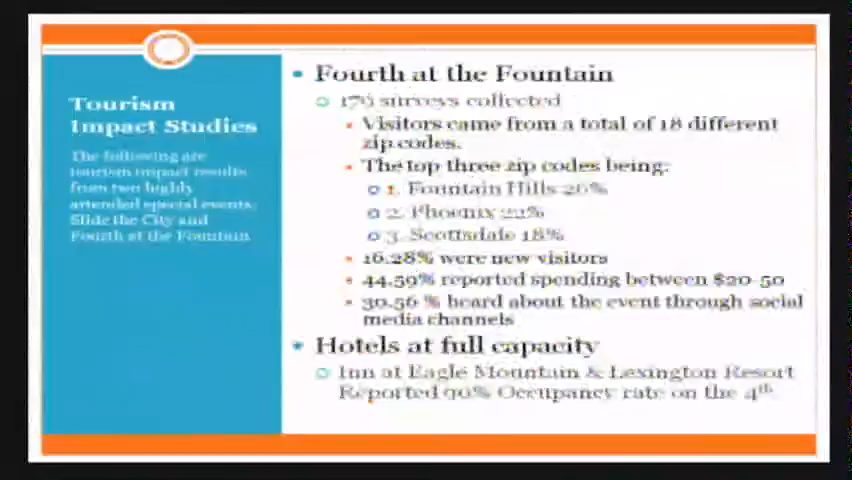 Tourism
Impact Studies
The following are
tourism impact results
from two highly
attended special events,
Slide the City and
Fourth at the Fountain
Fourth at the Fountain
176 surveys collected
Visitors came from a total of 18 different
zip codes.
The top three zip codes being:
1. Fountain Hills 26%
2. Phoenix 22%
3. Scottsdale 18%
16.28% were new visitors
44.59% reported spending between $20-50
30.56 % heard about the event through social
media channels
Hotels at full capacity
Inn at Eagle Mountain & Lexington Resort
Reported 90% Occupancy rate on the 4th